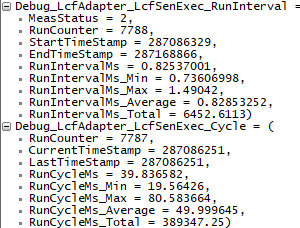 Debug_LcfAdapter_LcfSenExec_RunInterval =
MeasStatus = 2,
RunCounter = 7788,
StartTimeStamp = 287086329,
EndTimeStamp = 287168866,
RunIntervalMs = 0.82537001,
RunIntervalMs_Min = 0.73606998,
RunIntervalMs_Max = 1.49042,
RunIntervalMs_Average = 0.82853252,
RunIntervalMs_Total = 6452.6113)
Debug_LcfAdapter_LcfSenExec_Cycle = (
RunCounter = 7787,
CurrentTimeStamp = 287086251,
LastTimeStamp = 287086251,
RunCycleMs = 39.836582,
RunCycleMs_Min = 19.56426,
RunCycleMs_Max = 80.583664,
RunCycleMs_Average = 49.999645,
RunCycleMs_Total = 389347.25)